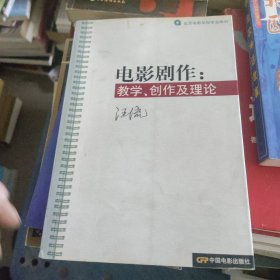 电影剧作：
教学、创作及理论
汪流
中国电影出版社